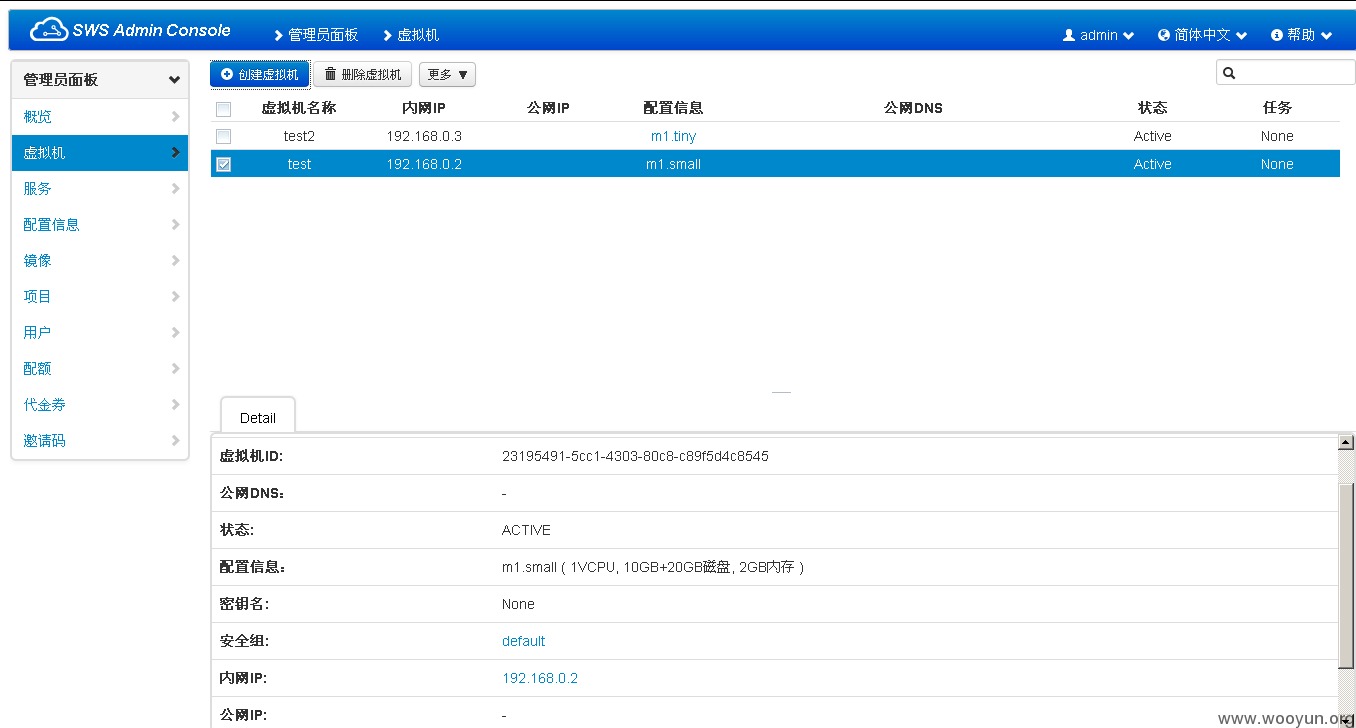 SWS Admin Console 管理员面板 虚拟机 admin 简体中文 帮助
管理员面板
概览
虚拟机
服务
配置信息
镜像
项目
用户
配额
代金券
邀请码
创建虚拟机 删除虚拟机 更多 ▼
虚拟机名称 内网IP 公网IP 配置信息 公网DNS 状态 任务
test2 192.168.0.3 m1.tiny Active None
test 192.168.0.2 m1.small Active None
Detail
虚拟机ID: 23195491-5cc1-4303-80c8-c89f5d4c8545
公网DNS: -
状态: ACTIVE
配置信息: m1.small ( 1VCPU, 10GB+20GB磁盘, 2GB内存 )
密钥名: None
安全组: default
内网IP: 192.168.0.2
公网IP: -
www.wooyun.org